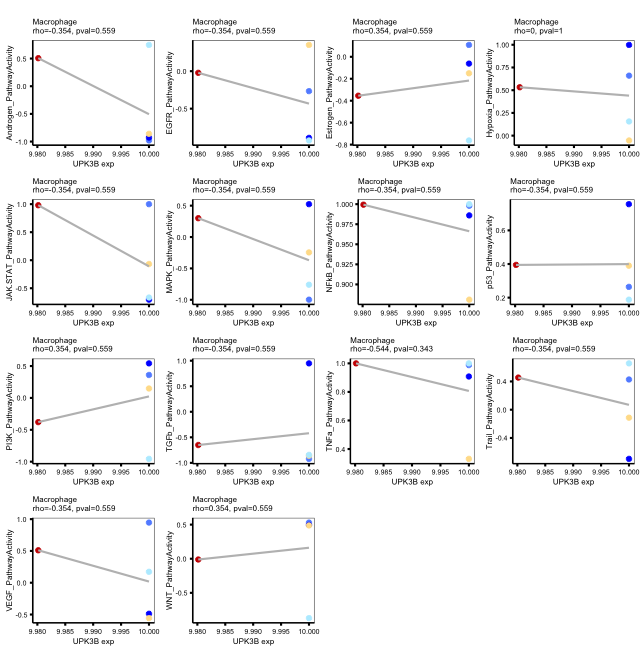 Macrophage
rho=-0.354, pval=0.559
Androgen_PathwayActivity
0.5
0.0
-0.5
-1.0
9.980
9.985
9.990
9.995
10.000
UPK3B exp
Macrophage
rho=-0.354, pval=0.559
EGFR_PathwayActivity
0.0
-0.5
9.980
9.985
9.990
9.995
10.000
UPK3B exp
Macrophage
rho=0.354, pval=0.559
Estrogen_PathwayActivity
0.0
-0.2
-0.4
-0.6
-0.8
9.980
9.985
9.990
9.995
10.000
UPK3B exp
Macrophage
rho=0, pval=1
Hypoxia_PathwayActivity
1.00
0.75
0.50
0.25
0.00
9.980
9.985
9.990
9.995
10.000
UPK3B exp
Macrophage
rho=-0.354, pval=0.559
JAK.STAT_PathwayActivity
1.0
0.5
0.0
-0.5
9.980
9.985
9.990
9.995
10.000
UPK3B exp
Macrophage
rho=-0.354, pval=0.559
MAPK_PathwayActivity
0.5
0.0
-0.5
-1.0
9.980
9.985
9.990
9.995
10.000
UPK3B exp
Macrophage
rho=-0.354, pval=0.559
NFkB_PathwayActivity
1.000
0.975
0.950
0.925
0.900
9.980
9.985
9.990
9.995
10.000
UPK3B exp
Macrophage
rho=-0.354, pval=0.559
p53_PathwayActivity
0.6
0.4
0.2
9.980
9.985
9.990
9.995
10.000
UPK3B exp
Macrophage
rho=0.354, pval=0.559
PI3K_PathwayActivity
0.5
0.0
-0.5
-1.0
9.980
9.985
9.990
9.995
10.000
UPK3B exp
Macrophage
rho=-0.354, pval=0.559
TGFb_PathwayActivity
1.0
0.5
0.0
-0.5
-1.0
9.980
9.985
9.990
9.995
10.000
UPK3B exp
Macrophage
rho=-0.544, pval=0.343
TNFa_PathwayActivity
1.0
0.8
0.6
0.4
9.980
9.985
9.990
9.995
10.000
UPK3B exp
Macrophage
rho=-0.354, pval=0.559
Trail_PathwayActivity
0.4
0.0
-0.4
9.980
9.985
9.990
9.995
10.000
UPK3B exp
Macrophage
rho=-0.354, pval=0.559
VEGF_PathwayActivity
1.0
0.5
0.0
-0.5
9.980
9.985
9.990
9.995
10.000
UPK3B exp
Macrophage
rho=0.354, pval=0.559
WNT_PathwayActivity
0.5
0.0
-0.5
9.980
9.985
9.990
9.995
10.000
UPK3B exp